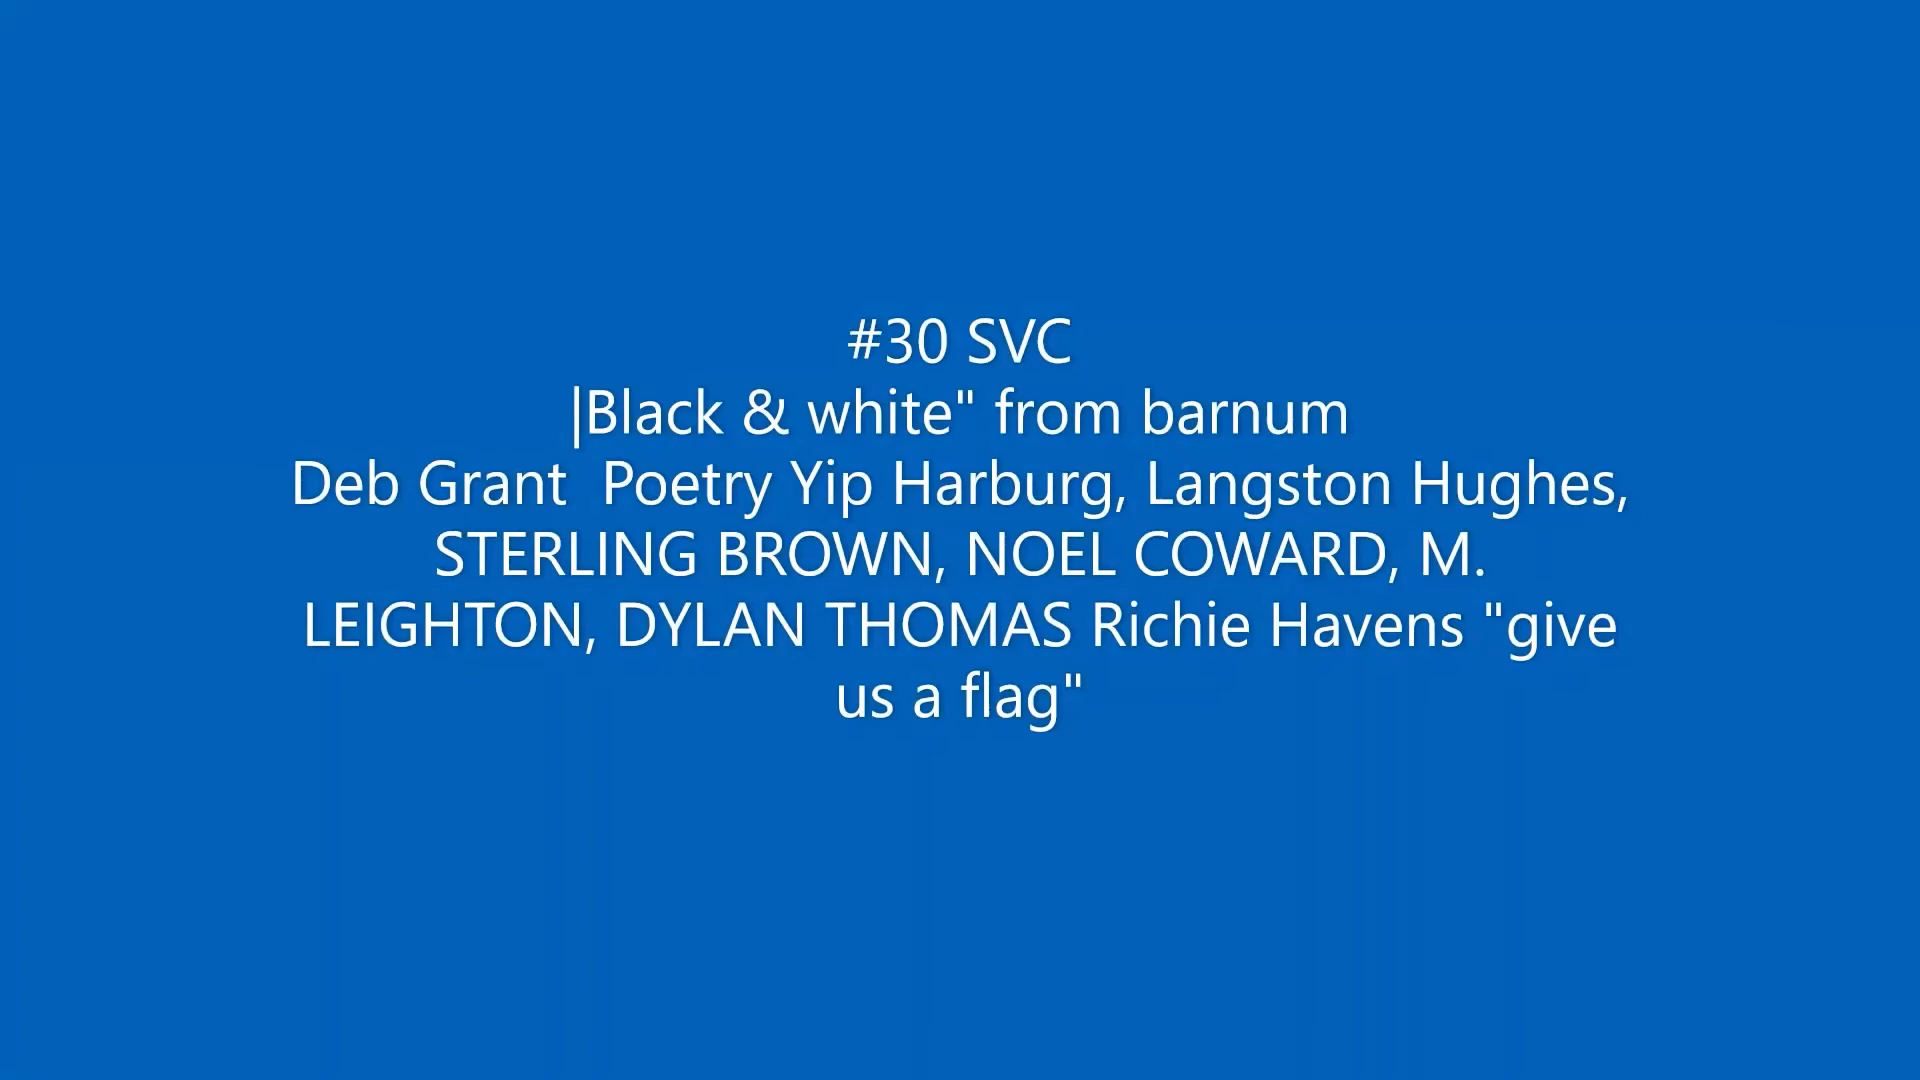 #30 SVC
|Black & white" from barnum
Deb Grant  Poetry Yip Harburg, Langston Hughes,
STERLING BROWN, NOEL COWARD, M.
LEIGHTON, DYLAN THOMAS Richie Havens "give
us a flag"